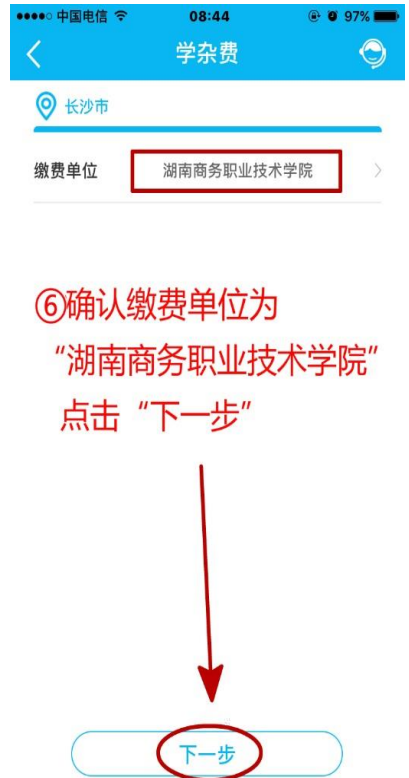 中国电信 08:44 97%
学杂费
长沙市
缴费单位 湖南商务职业技术学院
⑥确认缴费单位为
“湖南商务职业技术学院”
点击“下一步”
下一步